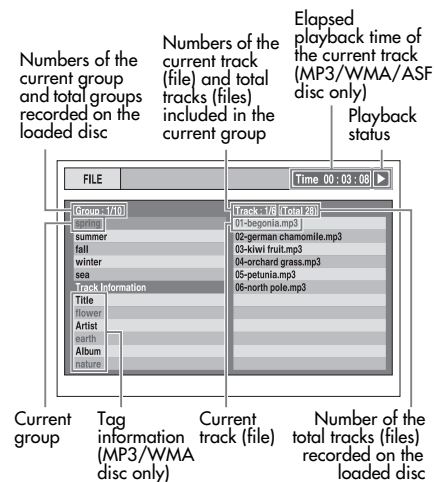 Numbers of the
current group
and total groups
recorded on the
loaded disc
Numbers of the
current track
(file) and total
tracks (files)
included in the
current group
Elapsed
playback time of
the current track
(MP3/WMA/ASF
disc only)
Playback
status
FILE
Time 00 : 03 : 08
Group : 1/10
spring
summer
fall
winter
sea
Track Information
Title
flower
Artist
earth
Album
nature
Track : 1/6 (Total 28)
01-begonia.mp3
02-german chamomile.mp3
03-kiwi fruit.mp3
04-orchard grass.mp3
05-petunia.mp3
06-north pole.mp3
Current
group
Tag
information
(MP3/WMA
disc only)
Current
track (file)
Number of the
total tracks (files)
recorded on the
loaded disc